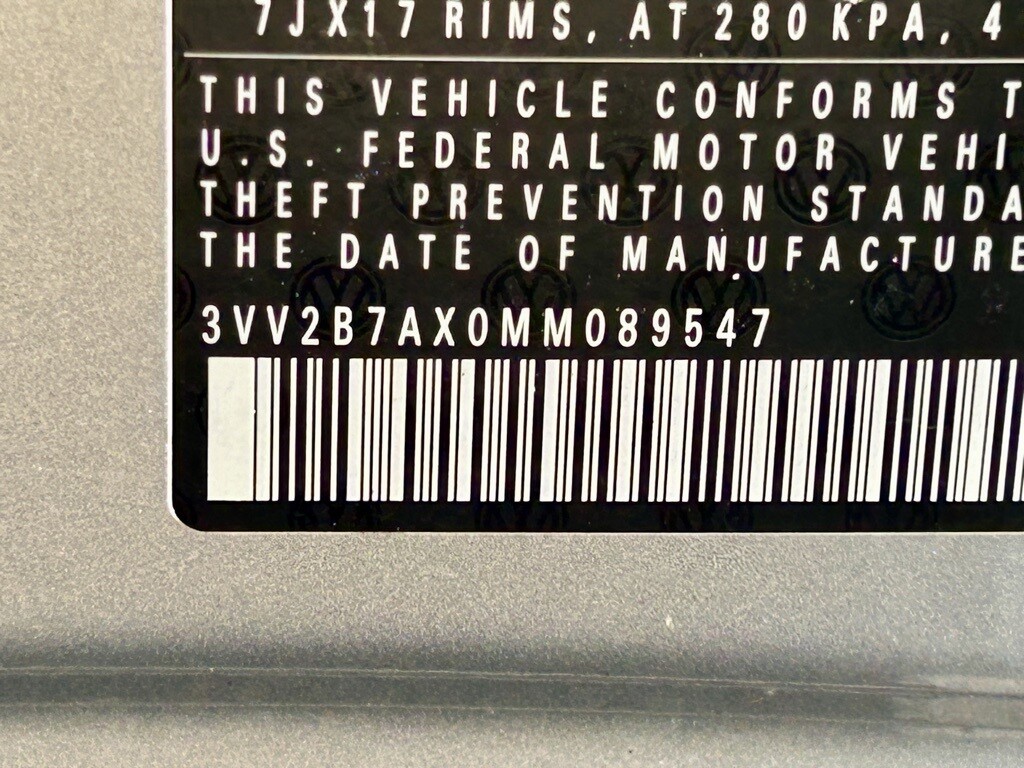 7JX17 RIMS, AT 280 KPA, 4
THIS VEHICLE CONFORMS T
U.S. FEDERAL MOTOR VEHI
THEFT PREVENTION STANDA
THE DATE OF MANUFACTURE
3VV2B7AX0MM089547